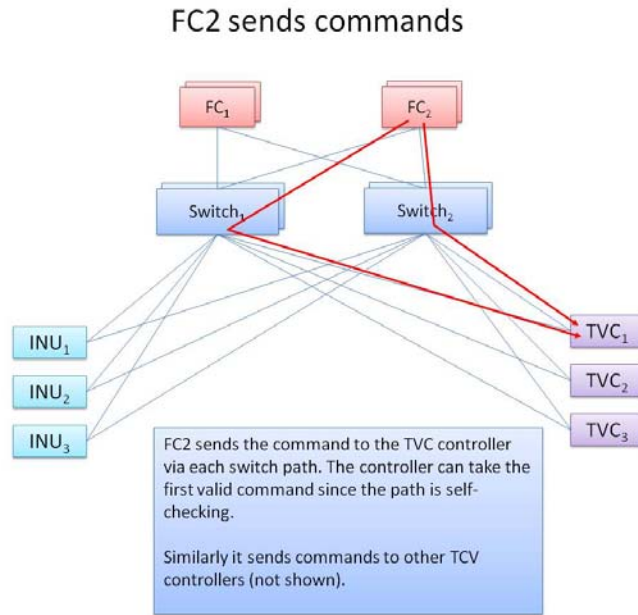 FC2 sends commands
FC₁
FC₂
Switch₁
Switch₂
INU₁
TVC₁
INU₂
TVC₂
INU₃
TVC₃
FC2 sends the command to the TVC controller
via each switch path. The controller can take the
first valid command since the path is self-
checking.
Similarly it sends commands to other TCV
controllers (not shown).